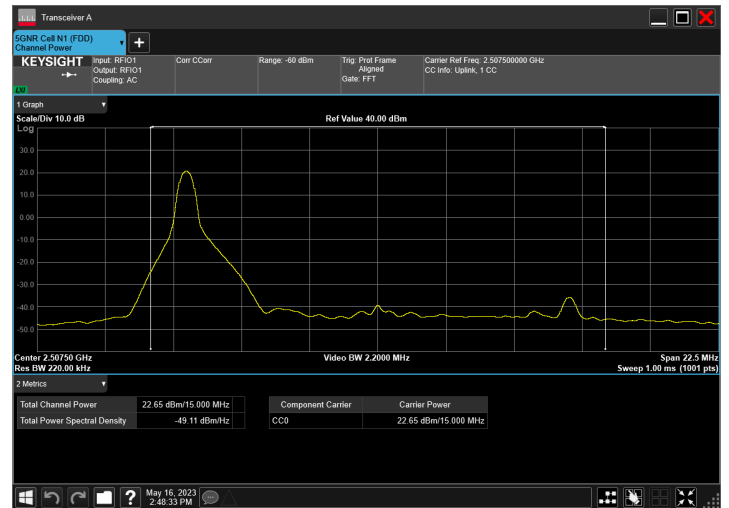 Transceiver A
5GNR Cell N1 (FDD)
Channel Power
KEYSIGHT
LXI
Input: RFIO1
Output: RFIO1
Coupling: AC
Corr CCorr
Range: -60 dBm
Trig: Prot Frame
Aligned
Gate: FFT
Carrier Ref Freq: 2.507500000 GHz
CC Info: Uplink, 1 CC
1 Graph
Scale/Div 10.0 dB
Ref Value 40.00 dBm
Log
30.0
20.0
10.0
0.00
-10.0
-20.0
-30.0
-40.0
-50.0
Center 2.50750 GHz
Video BW 2.2000 MHz
Span 22.5 MHz
Res BW 220.00 kHz
Sweep 1.00 ms (1001 pts)
2 Metrics
Total Channel Power 22.65 dBm/15.000 MHz
Total Power Spectral Density -49.11 dBm/Hz
Component Carrier Carrier Power
CC0 22.65 dBm/15.000 MHz
?
May 16, 2023
2:48:33 PM